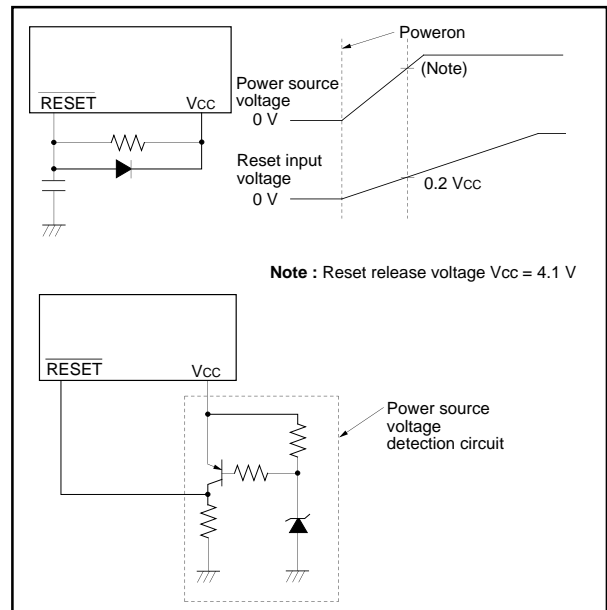 Poweron
RESET
VCC
Power source
voltage
0 V
(Note)
Reset input
voltage
0 V
0.2 VCC
Note : Reset release voltage Vcc = 4.1 V
RESET
VCC
Power source
voltage
detection circuit